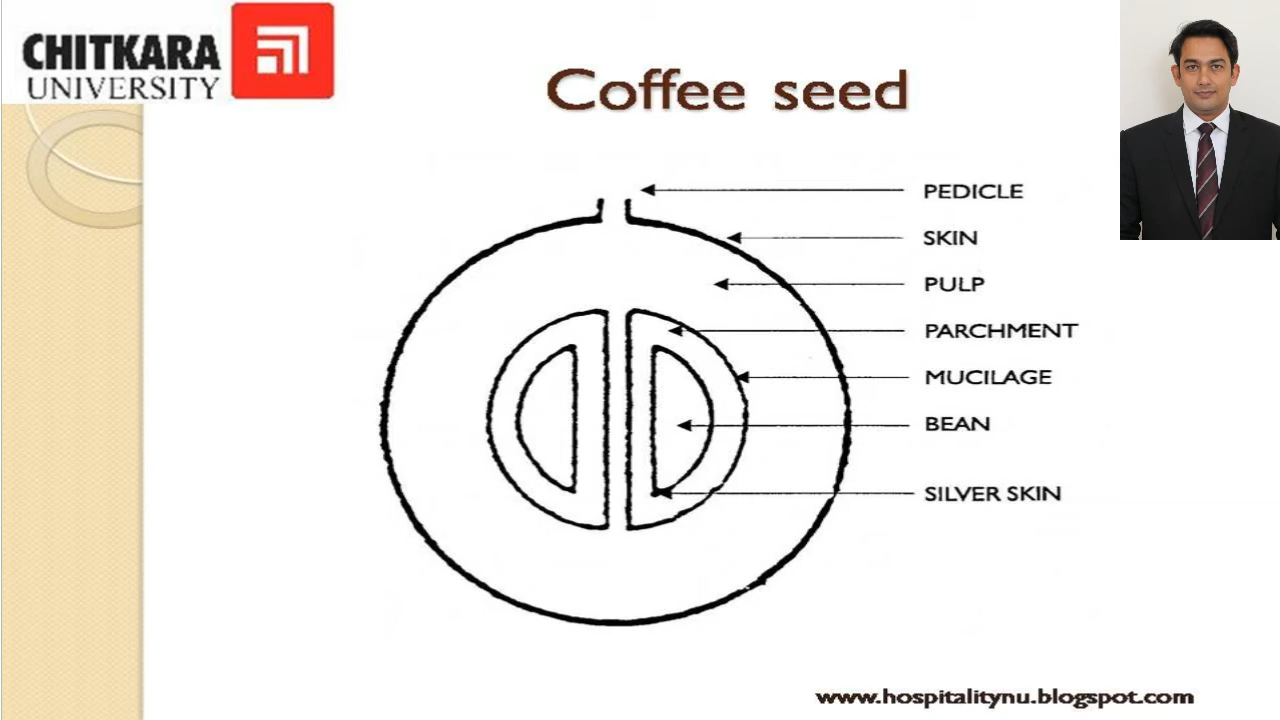 CHITKARA
UNIVERSITY
Coffee seed
PEDICLE
SKIN
PULP
PARCHMENT
MUCILAGE
BEAN
SILVER SKIN
www.hospitalitynu.blogspot.com